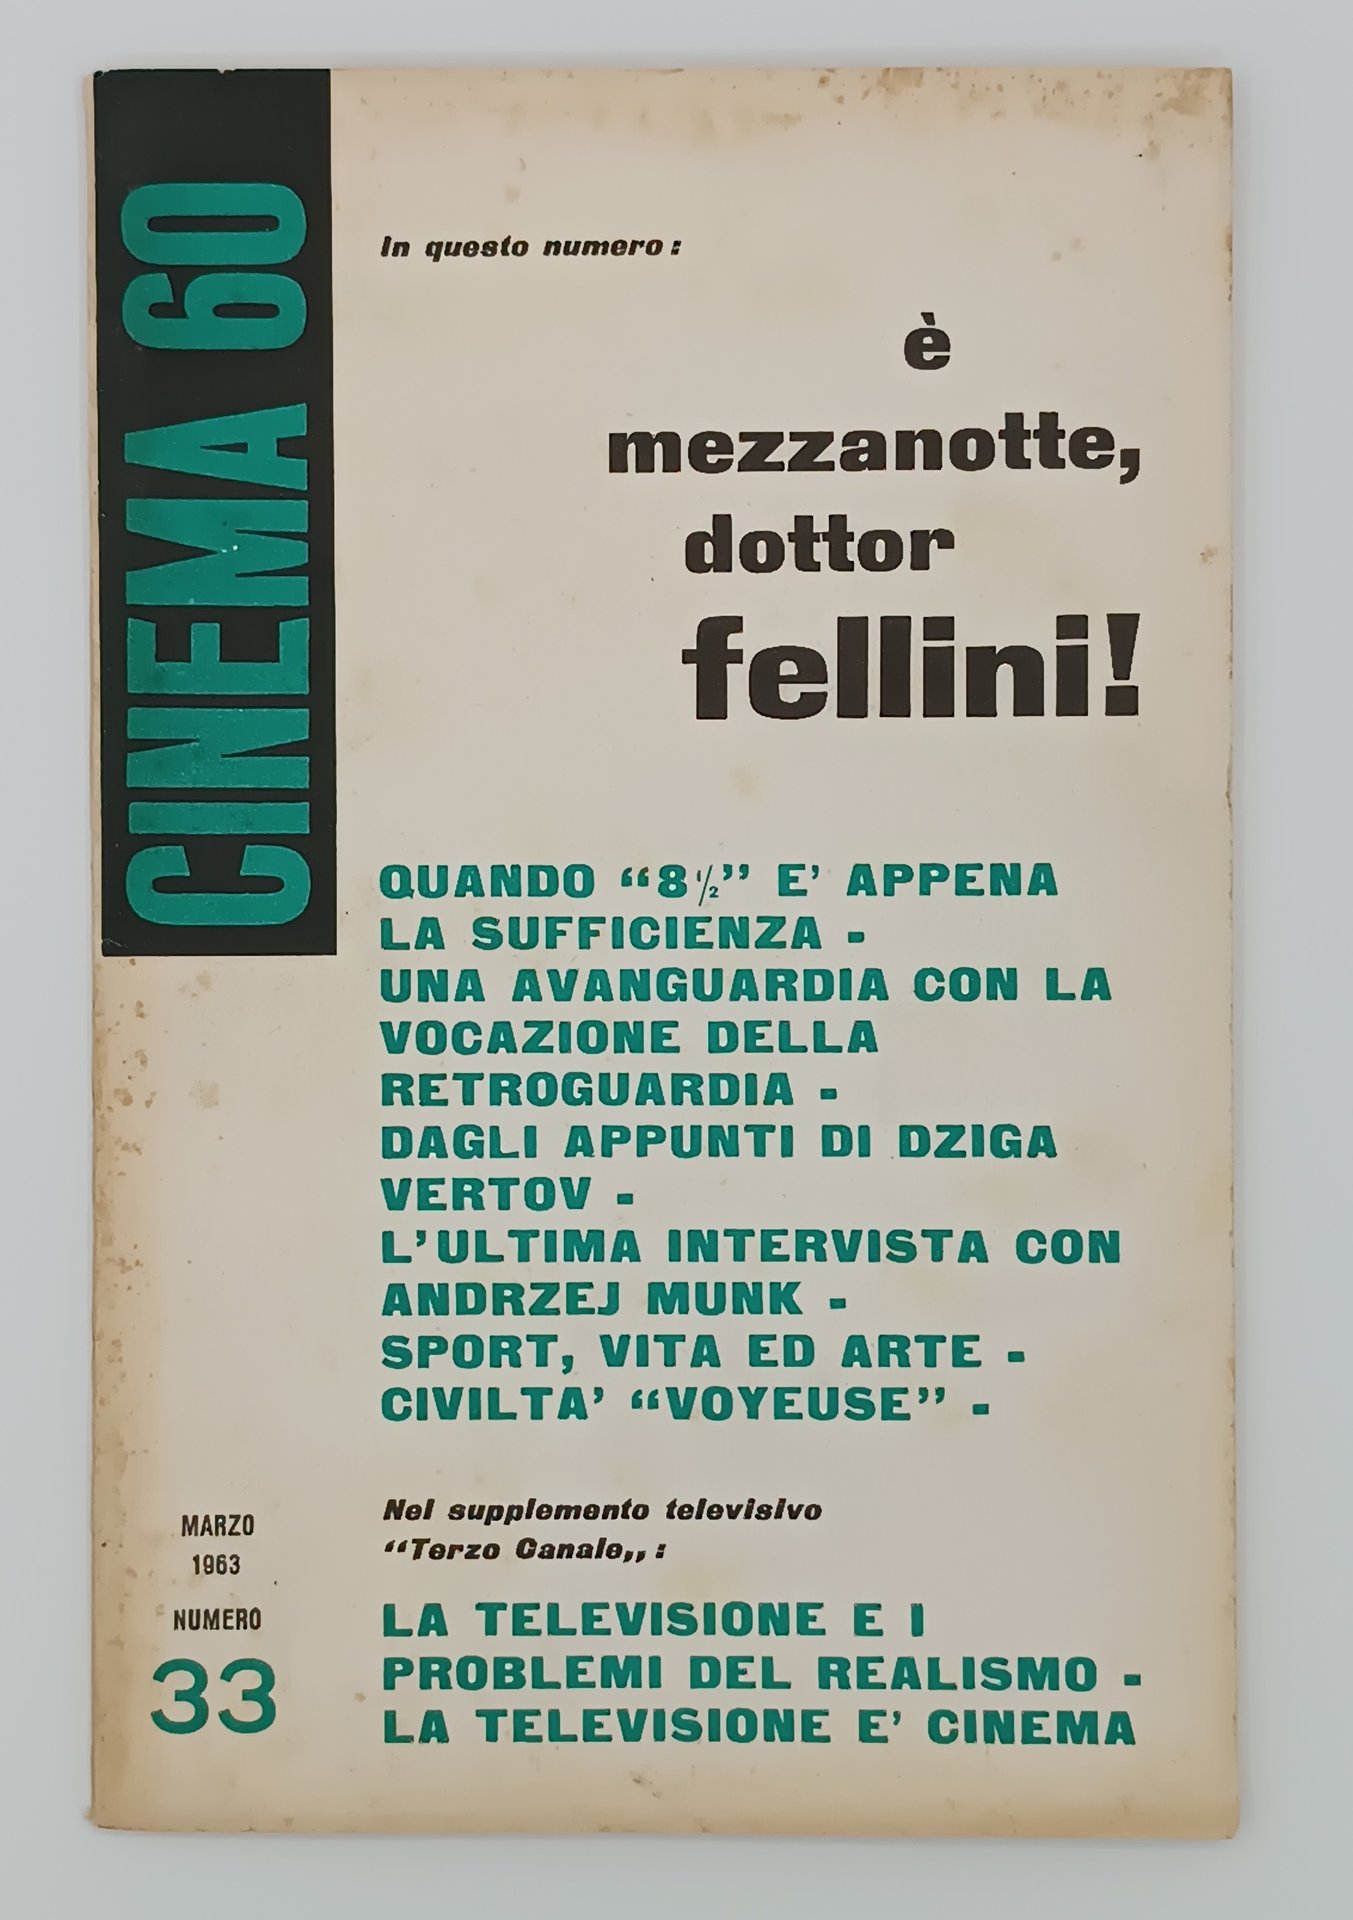 CINEMA 60
In questo numero:
è
mezzanotte,
dottor
fellini!
QUANDO “8½” E’ APPENA
LA SUFFICIENZA -
UNA AVANGUARDIA CON LA
VOCAZIONE DELLA
RETROGUARDIA -
DAGLI APPUNTI DI DZIGA
VERTOV -
L’ULTIMA INTERVISTA CON
ANDRZEJ MUNK -
SPORT, VITA ED ARTE -
CIVILTA’ “VOYEUSE” -
Nel supplemento televisivo
“Terzo Canale„:
LA TELEVISIONE E I
PROBLEMI DEL REALISMO -
LA TELEVISIONE E’ CINEMA
MARZO
1963
NUMERO
33